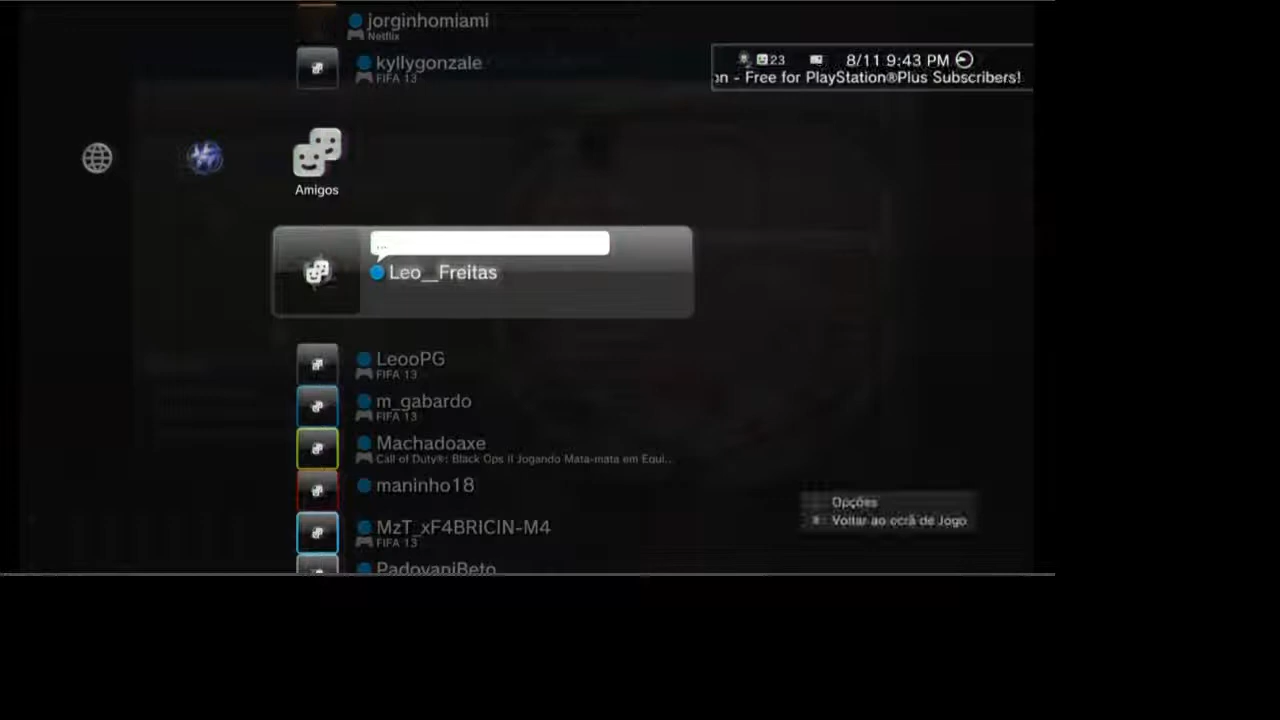 jorginhomiami
Netflix
kyllygonzale
FIFA 13
23 8/11 9:43 PM
on - Free for PlayStation®Plus Subscribers!
Amigos
...
Leo__Freitas
LeooPG
FIFA 13
m_gabardo
FIFA 13
Machadoaxe
Call of Duty®: Black Ops II Jogando Mata-mata em Equi...
maninho18
MzT_xF4BRICIN-M4
FIFA 13
PadovaniBeto
Opções
Voltar ao ecrã de Jogo